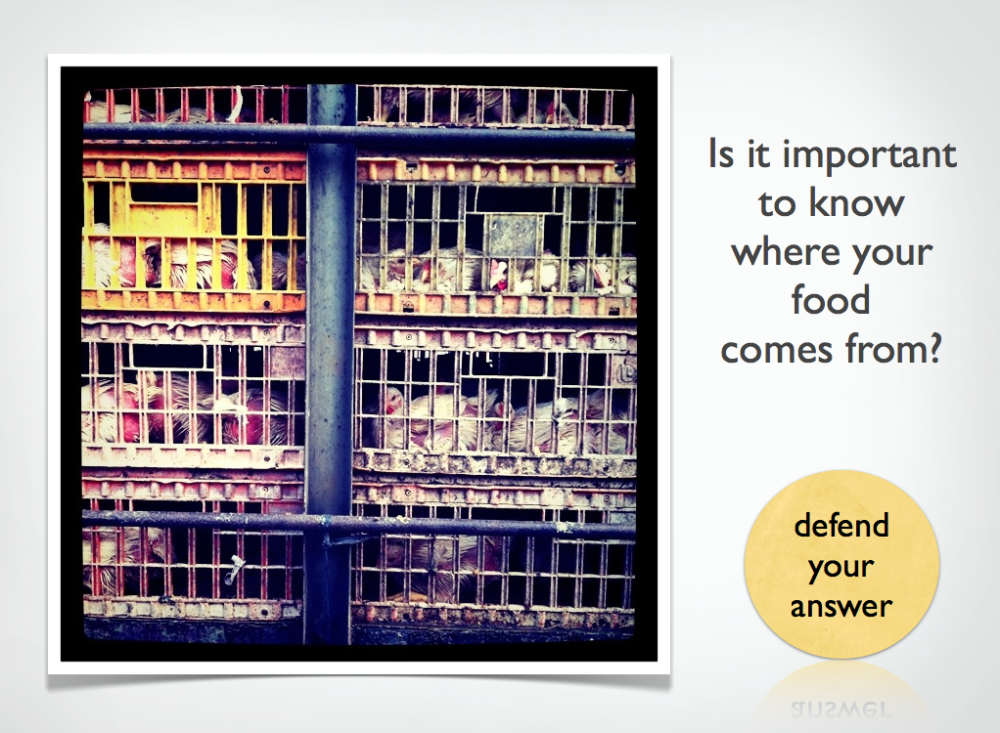 Is it important
to know
where your
food
comes from?
defend
your
answer